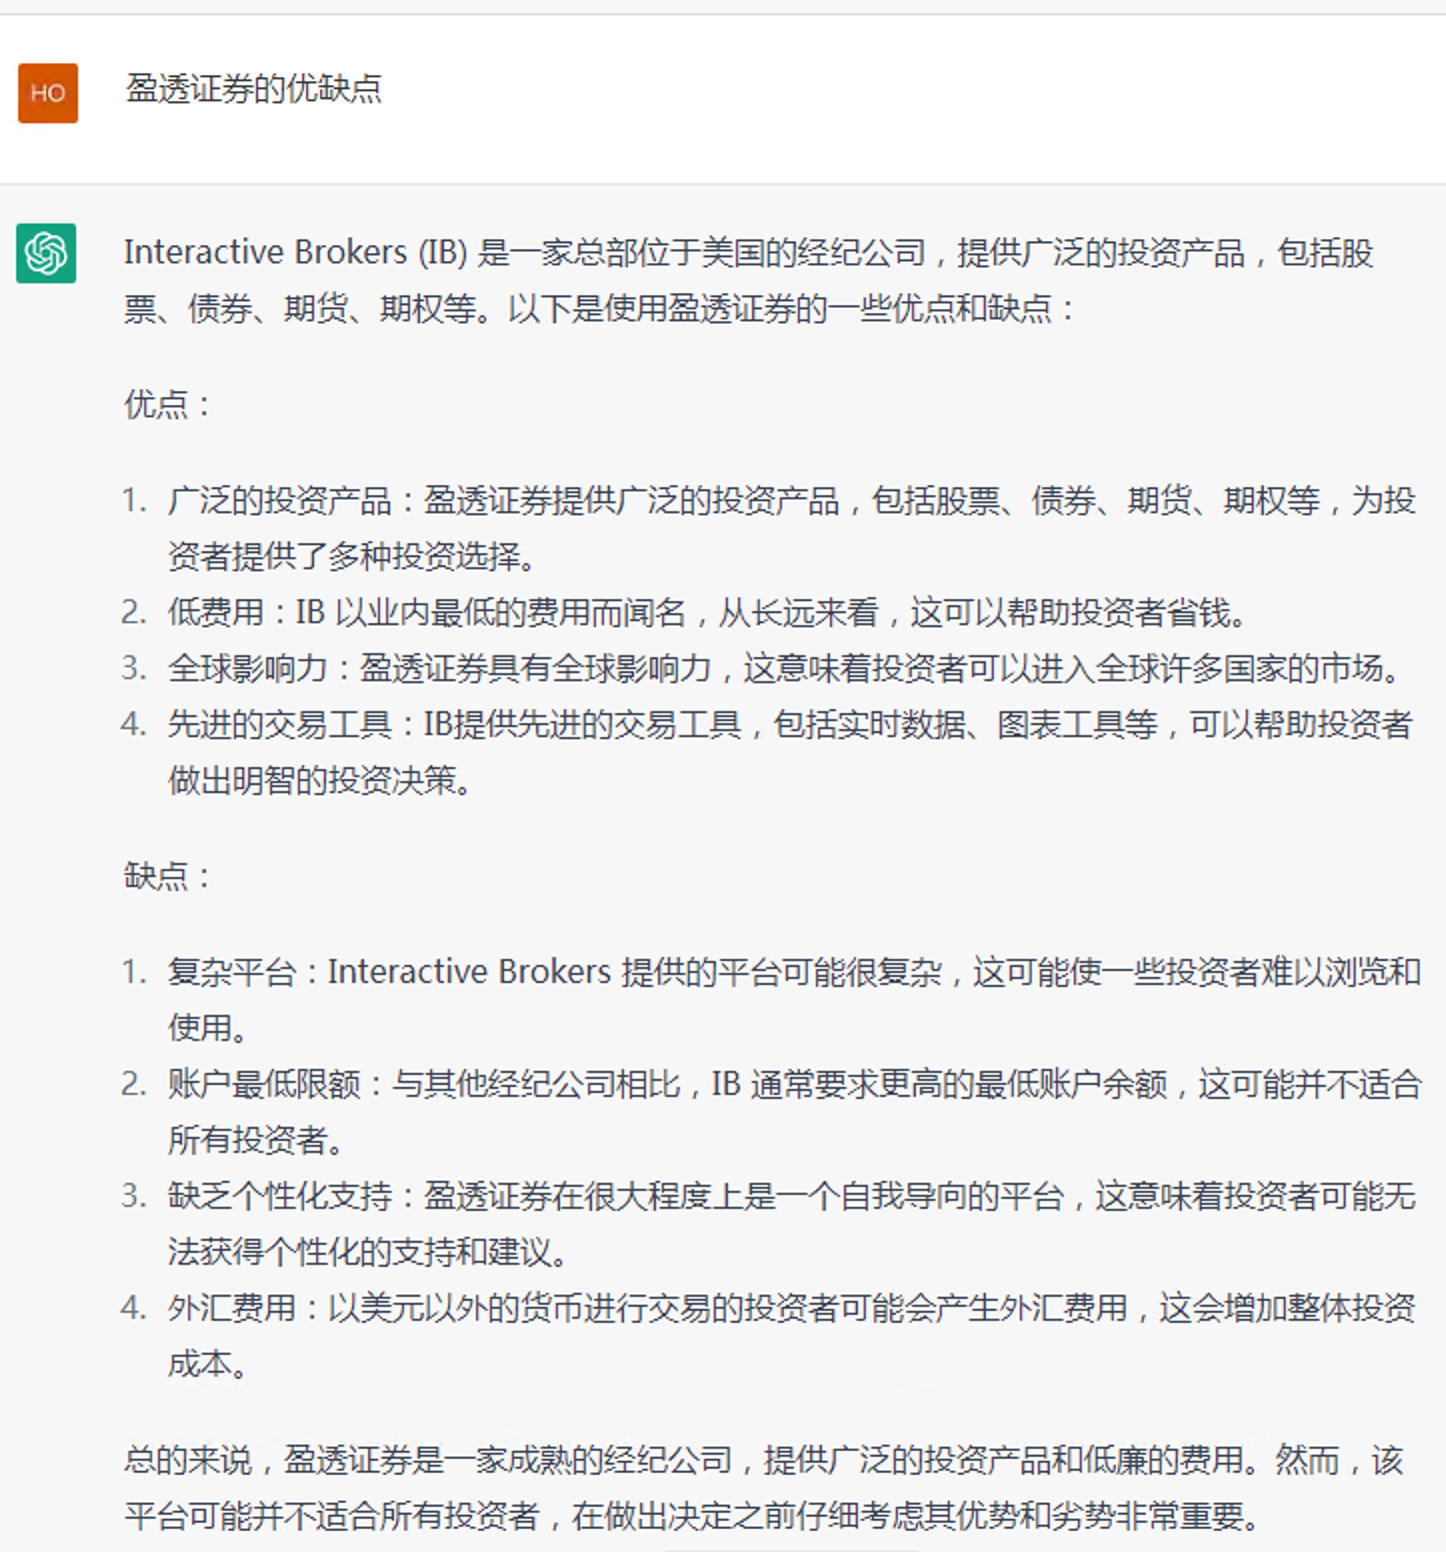 HO
盈透证券的优缺点
Interactive Brokers (IB) 是一家总部位于美国的经纪公司，提供广泛的投资产品，包括股
票、债券、期货、期权等。以下是使用盈透证券的一些优点和缺点：
优点：
1. 广泛的投资产品：盈透证券提供广泛的投资产品，包括股票、债券、期货、期权等，为投
资者提供了多种投资选择。
2. 低费用：IB 以业内最低的费用而闻名，从长远来看，这可以帮助投资者省钱。
3. 全球影响力：盈透证券具有全球影响力，这意味着投资者可以进入全球许多国家的市场。
4. 先进的交易工具：IB提供先进的交易工具，包括实时数据、图表工具等，可以帮助投资者
做出明智的投资决策。
缺点：
1. 复杂平台：Interactive Brokers 提供的平台可能很复杂，这可能使一些投资者难以浏览和
使用。
2. 账户最低限额：与其他经纪公司相比，IB 通常要求更高的最低账户余额，这可能并不适合
所有投资者。
3. 缺乏个性化支持：盈透证券在很大程度上是一个自我导向的平台，这意味着投资者可能无
法获得个性化的支持和建议。
4. 外汇费用：以美元以外的货币进行交易的投资者可能会产生外汇费用，这会增加整体投资
成本。
总的来说，盈透证券是一家成熟的经纪公司，提供广泛的投资产品和低廉的费用。然而，该
平台可能并不适合所有投资者，在做出决定之前仔细考虑其优势和劣势非常重要。